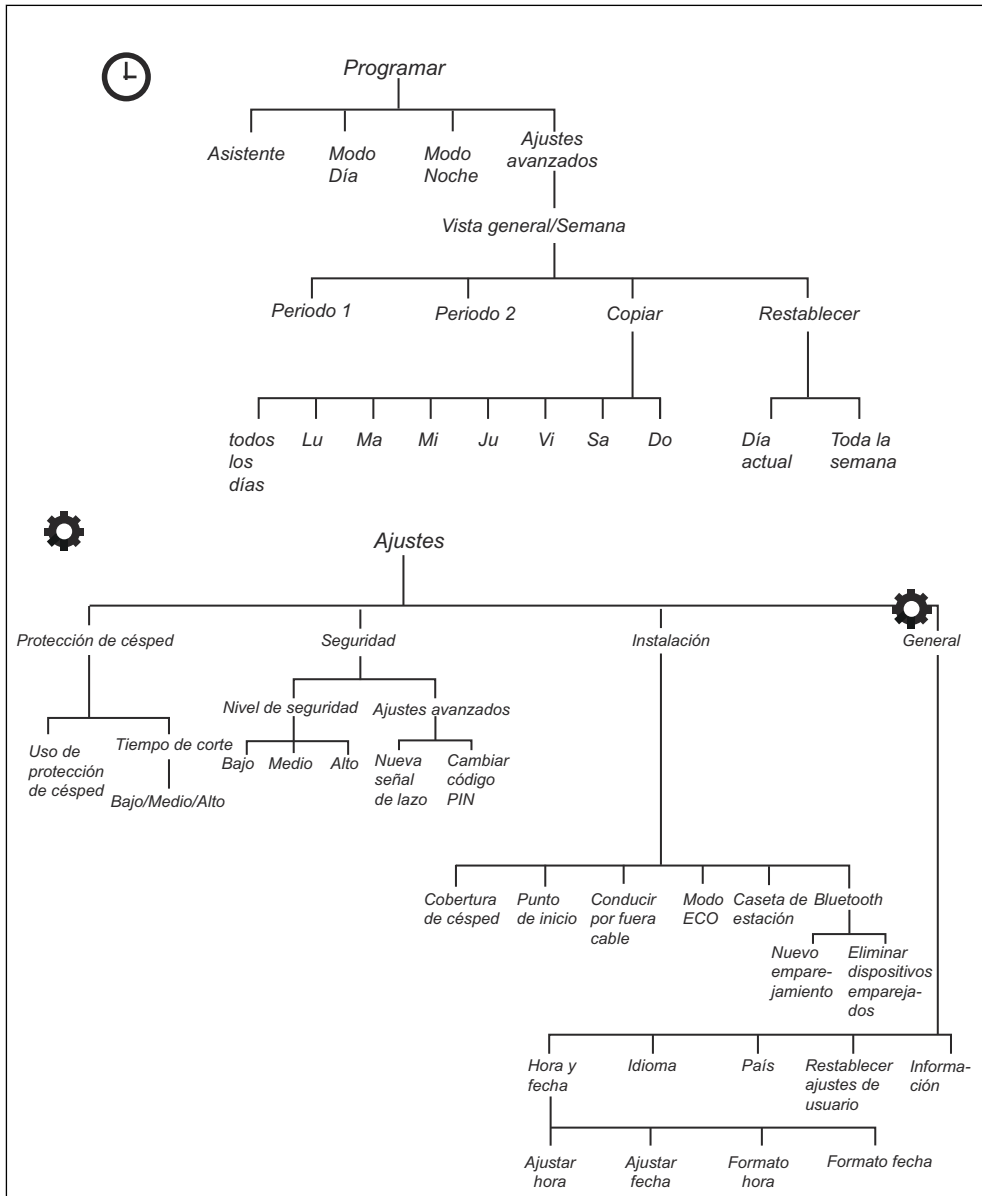 Programar
Asistente
Modo
Día
Modo
Noche
Ajustes
avanzados
Vista general/Semana
Periodo 1
Periodo 2
Copiar
Restablecer
todos
los
días
Lu
Ma
Mi
Ju
Vi
Sa
Do
Día
actual
Toda la
semana
Ajustes
Protección de césped
Seguridad
Instalación
General
Uso de
protección
de césped
Tiempo de corte
Bajo/Medio/Alto
Nivel de seguridad
Ajustes avanzados
Bajo
Medio
Alto
Nueva
señal
de lazo
Cambiar
código
PIN
Cobertura
de césped
Punto
de inicio
Conducir
por fuera
cable
Modo
ECO
Caseta de
estación
Bluetooth
Nuevo
empare-
jamiento
Eliminar
dispositivos
empareja-
dos
Hora y
fecha
Idioma
País
Restablecer
ajustes de
usuario
Informa-
ción
Ajustar
hora
Ajustar
fecha
Formato
hora
Formato fecha